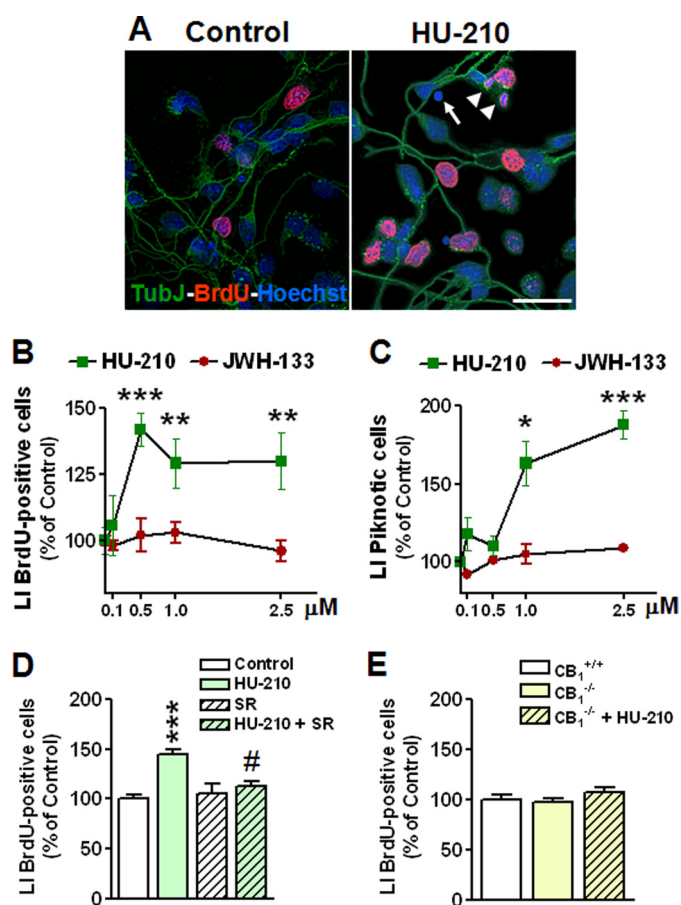 A Control HU-210
TubJ-BrdU-Hoechst
B HU-210 JWH-133
LI BrdU-positive cells
(% of Control)
150
125
100
*** ** **
0.1 0.5 1.0 2.5 μM
C HU-210 JWH-133
LI Piknotic cells
(% of Control)
200
150
100
* ***
0.1 0.5 1.0 2.5
D
Control
HU-210
SR
HU-210 + SR
LI BrdU-positive cells
(% of Control)
200
150
100
50
0
*** #
E
CB1+/+
CB1-/-
CB1-/- + HU-210
LI BrdU-positive cells
(% of Control)
200
150
100
50
0